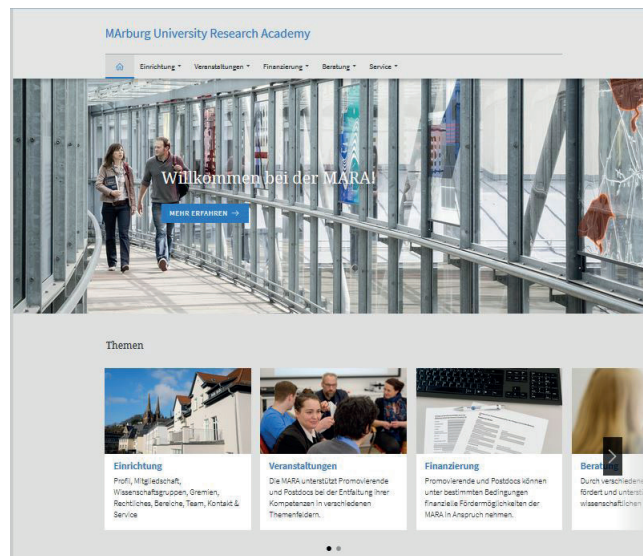 MArburg University Research Academy
Einrichtung Veranstaltungen Finanzierung Beratung Service
Willkommen bei der MARA!
MEHR ERFAHREN →
Themen
Einrichtung
Profil, Mitgliedschaft,
Wissenschaftsgruppen, Gremien,
Rechtliches, Bereiche, Team, Kontakt &
Service
Veranstaltungen
Die MARA unterstützt Promovierende
und Postdocs bei der Entfaltung ihrer
Kompetenzen in verschiedenen
Themenfeldern.
Finanzierung
Promovierende und Postdocs können
unter bestimmten Bedingungen
finanzielle Fördermöglichkeiten der
MARA in Anspruch nehmen.
Beratung
Durch verschiedene
fördert und unterst
wissenschaftlichen